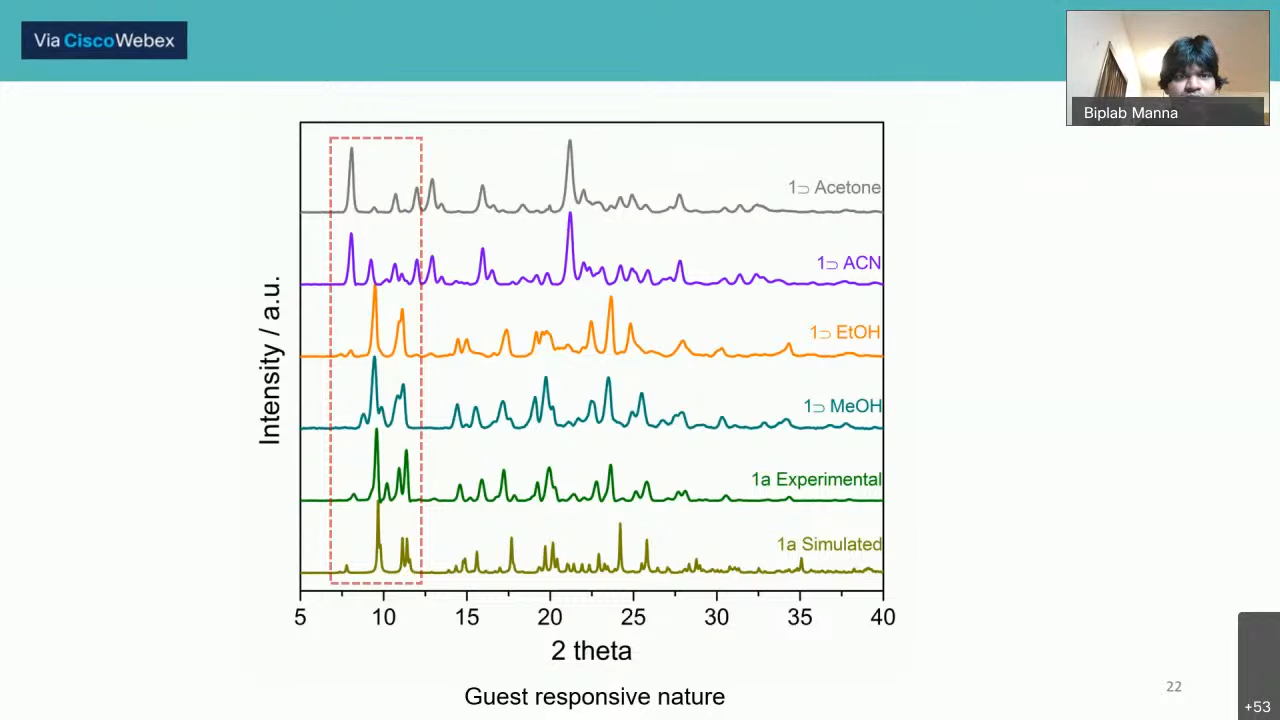 Via CiscoWebex
Biplab Manna
1⊃ Acetone
1⊃ ACN
1⊃ EtOH
1⊃ MeOH
1a Experimental
1a Simulated
Intensity / a.u.
5 10 15 20 25 30 35 40
2 theta
Guest responsive nature
22
+53